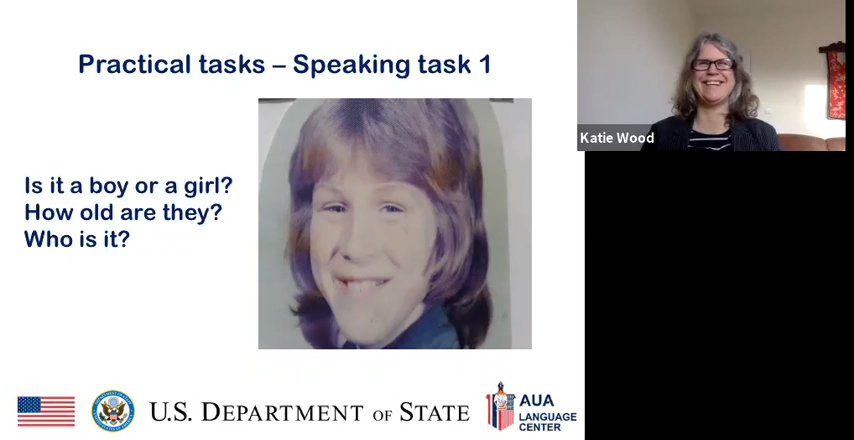 Practical tasks – Speaking task 1
Katie Wood
Is it a boy or a girl?
How old are they?
Who is it?
U.S. DEPARTMENT OF STATE
AUA
LANGUAGE
CENTER